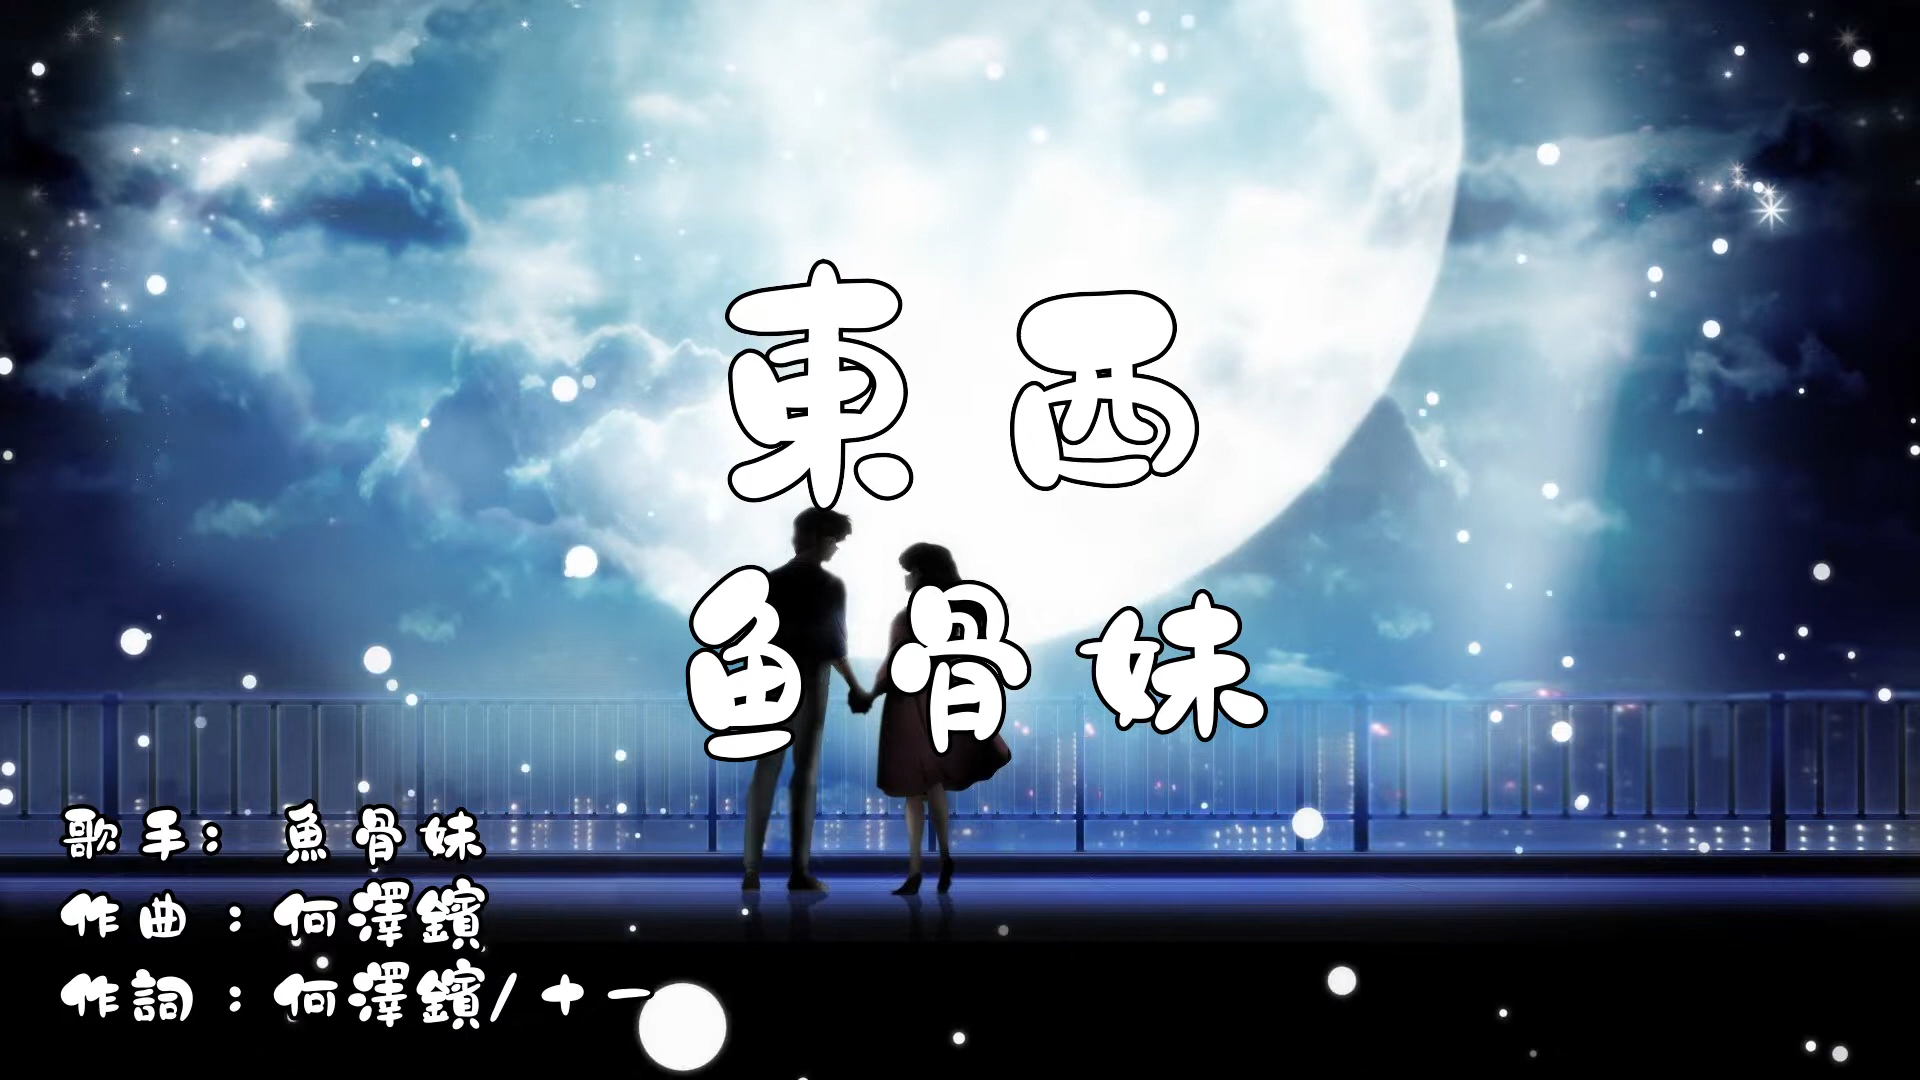 東西
魚骨妹
歌手： 魚骨妹
作曲：何澤鑌
作詞：何澤鑌/十一